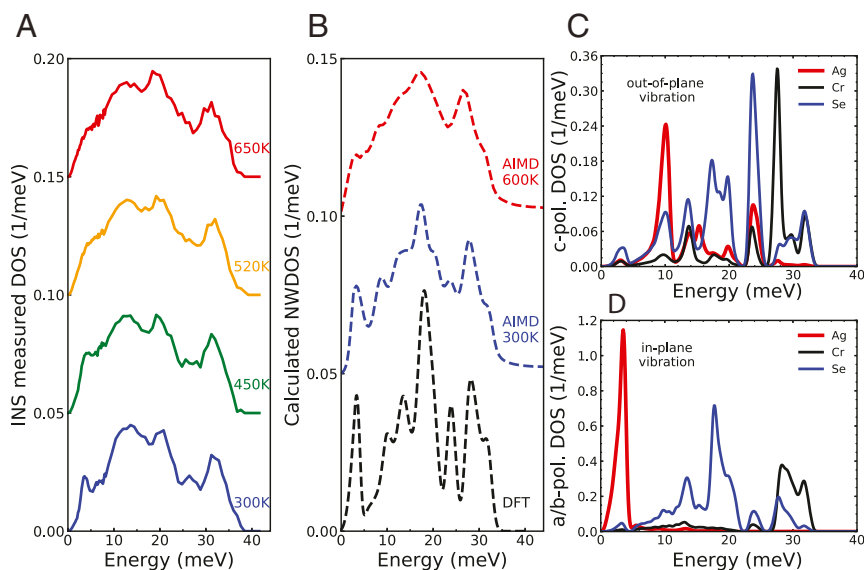 A
INS measured DOS (1/meV)
0.20
0.15
0.10
0.05
0.00
650K
520K
450K
300K
0
10
20
30
40
Energy (meV)
B
Calculated NWDOS (1/meV)
0.15
0.10
0.05
0.00
AIMD
600K
AIMD
300K
DFT
0
10
20
30
40
Energy (meV)
C
c-pol. DOS (1/meV)
0.36
0.30
0.24
0.18
0.12
0.06
0.00
out-of-plane
vibration
Ag
Cr
Se
0
10
20
30
40
Energy (meV)
D
a/b-pol. DOS (1/meV)
1.2
1.0
0.8
0.6
0.4
0.2
0.0
in-plane
vibration
Ag
Cr
Se
0
10
20
30
40
Energy (meV)